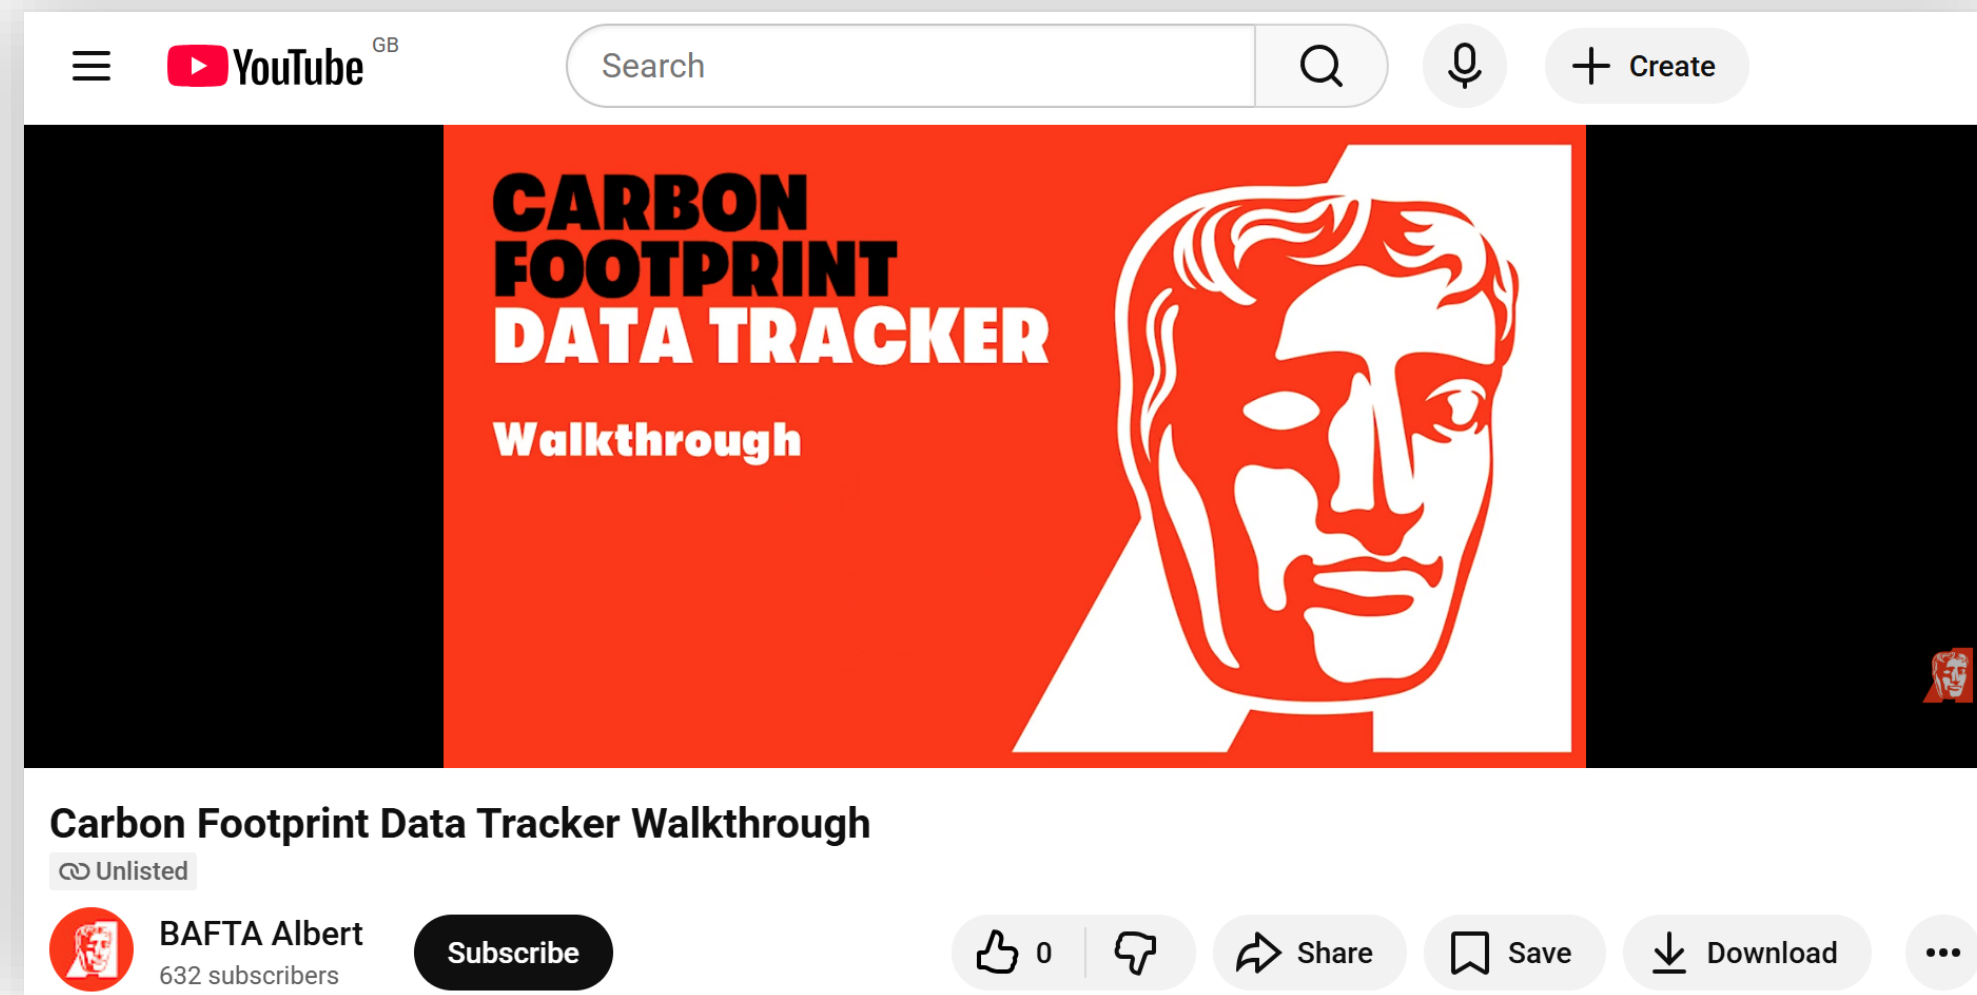 YouTube GB
Search
Create
CARBON
FOOTPRINT
DATA TRACKER
Walkthrough
Carbon Footprint Data Tracker Walkthrough
Unlisted
BAFTA Albert
632 subscribers
Subscribe
0
Share
Save
Download